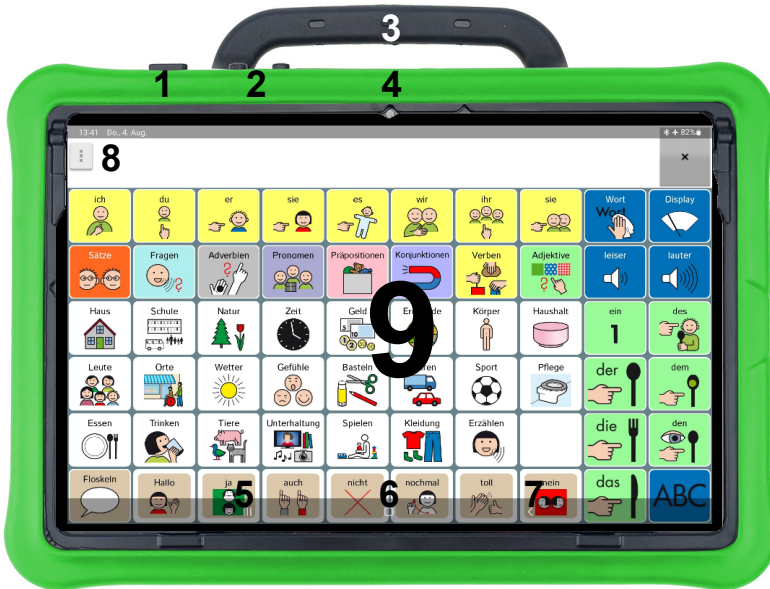 3
1 2 4
13:41 Do., 4. Aug. 82%
8 ×
ich du er sie es wir ihr sie Wort Display
Wort
Sätze Fragen Adverbien Pronomen Präpositionen Konjunktionen Verben Adjektive leiser lauter
Haus Schule Natur Zeit Geld Körper Haushalt ein des
1
9
Leute Orte Wetter Gefühle Basteln Sport Pflege der dem
Essen Trinken Tiere Unterhaltung Spielen Kleidung Erzählen die den
Floskeln Hallo ja auch nicht nochmal toll nein das ABC
5 6 7